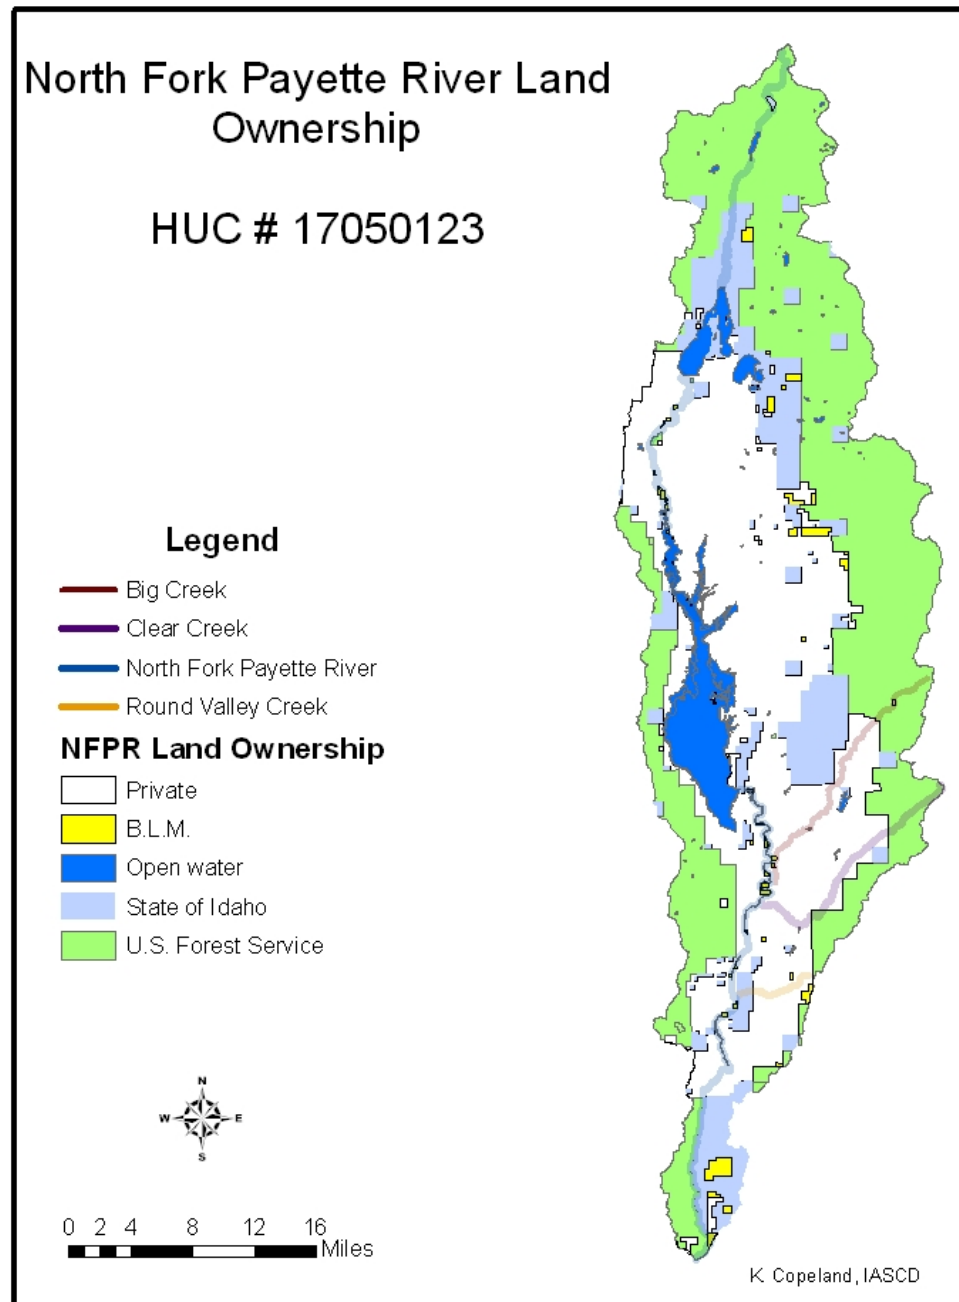 North Fork Payette River Land
Ownership
HUC # 17050123
Legend
Big Creek
Clear Creek
North Fork Payette River
Round Valley Creek
NFPR Land Ownership
Private
B.L.M.
Open water
State of Idaho
U.S. Forest Service
N
W E
S
0 2 4 8 12 16
Miles
K. Copeland, IASCD